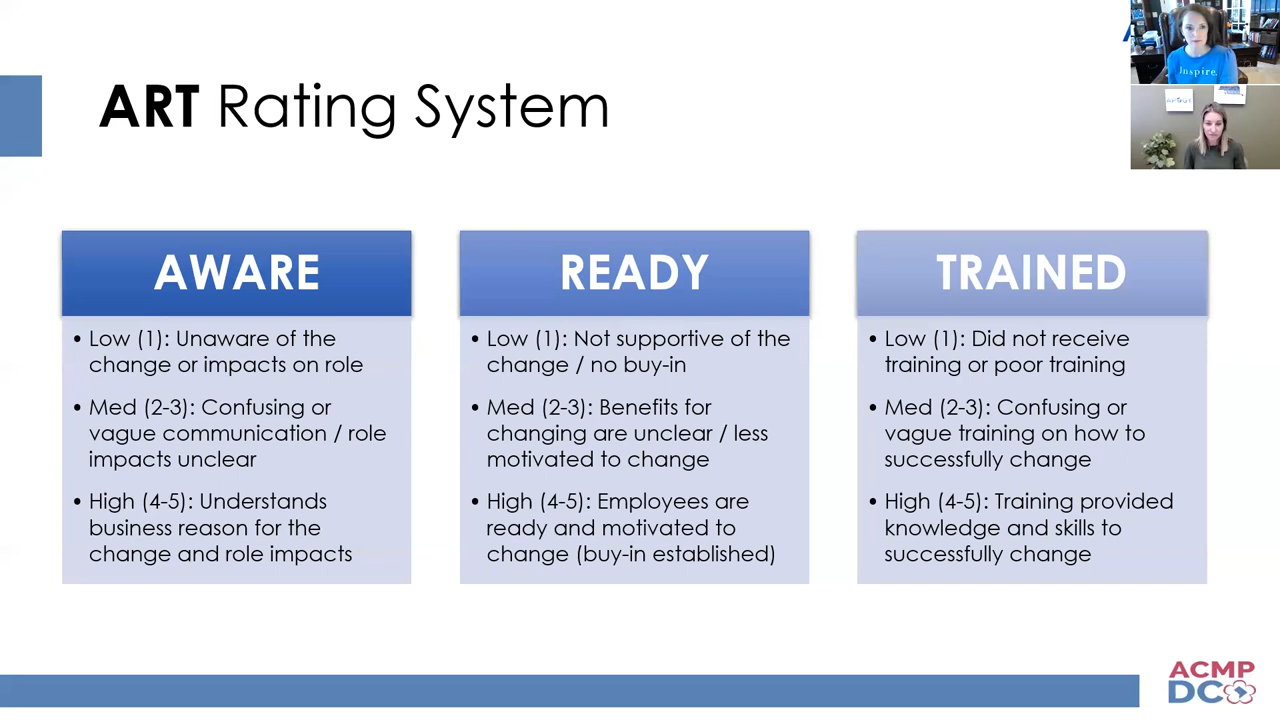 ART Rating System
Inspire.
AWARE
• Low (1): Unaware of the
change or impacts on role
• Med (2-3): Confusing or
vague communication / role
impacts unclear
• High (4-5): Understands
business reason for the
change and role impacts
READY
• Low (1): Not supportive of the
change / no buy-in
• Med (2-3): Benefits for
changing are unclear / less
motivated to change
• High (4-5): Employees are
ready and motivated to
change (buy-in established)
TRAINED
• Low (1): Did not receive
training or poor training
• Med (2-3): Confusing or
vague training on how to
successfully change
• High (4-5): Training provided
knowledge and skills to
successfully change
ACMP
DC